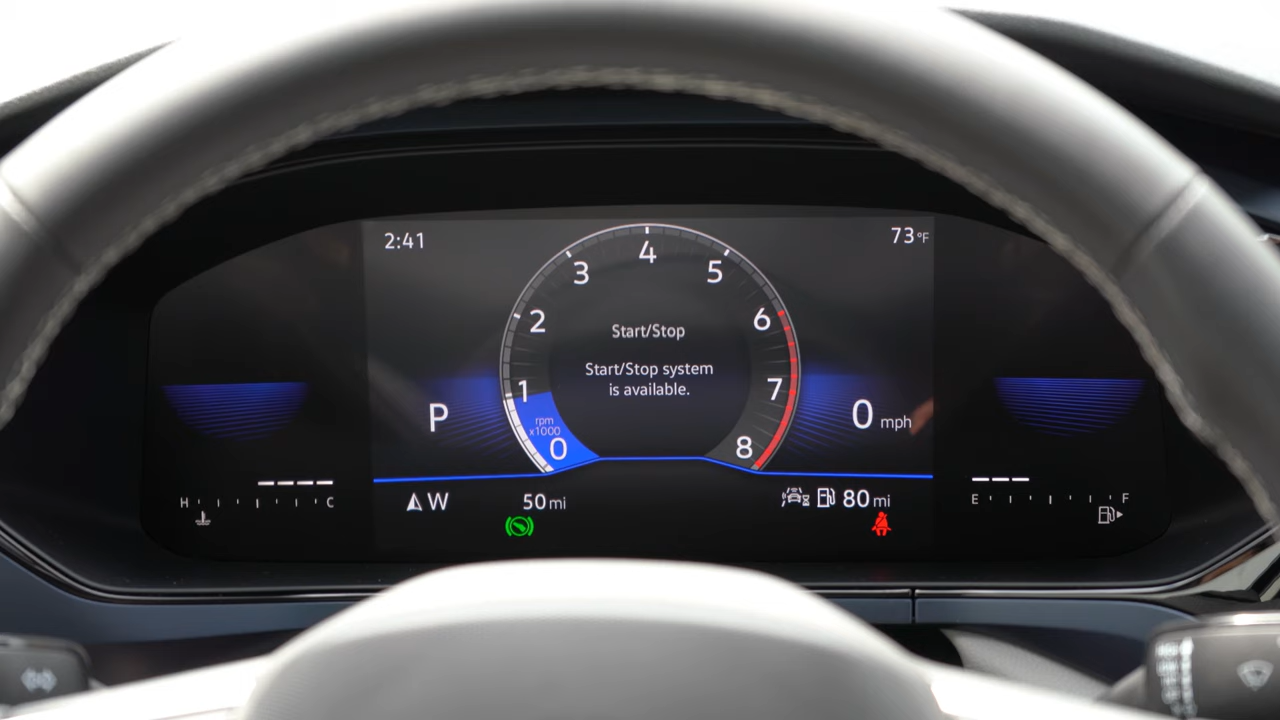 2:41
73°F
4
3
5
2
6
Start/Stop
Start/Stop system
is available.
1
7
P
rpm
x1000
0
8
0 mph
W
50 mi
80 mi
H
C
E
F